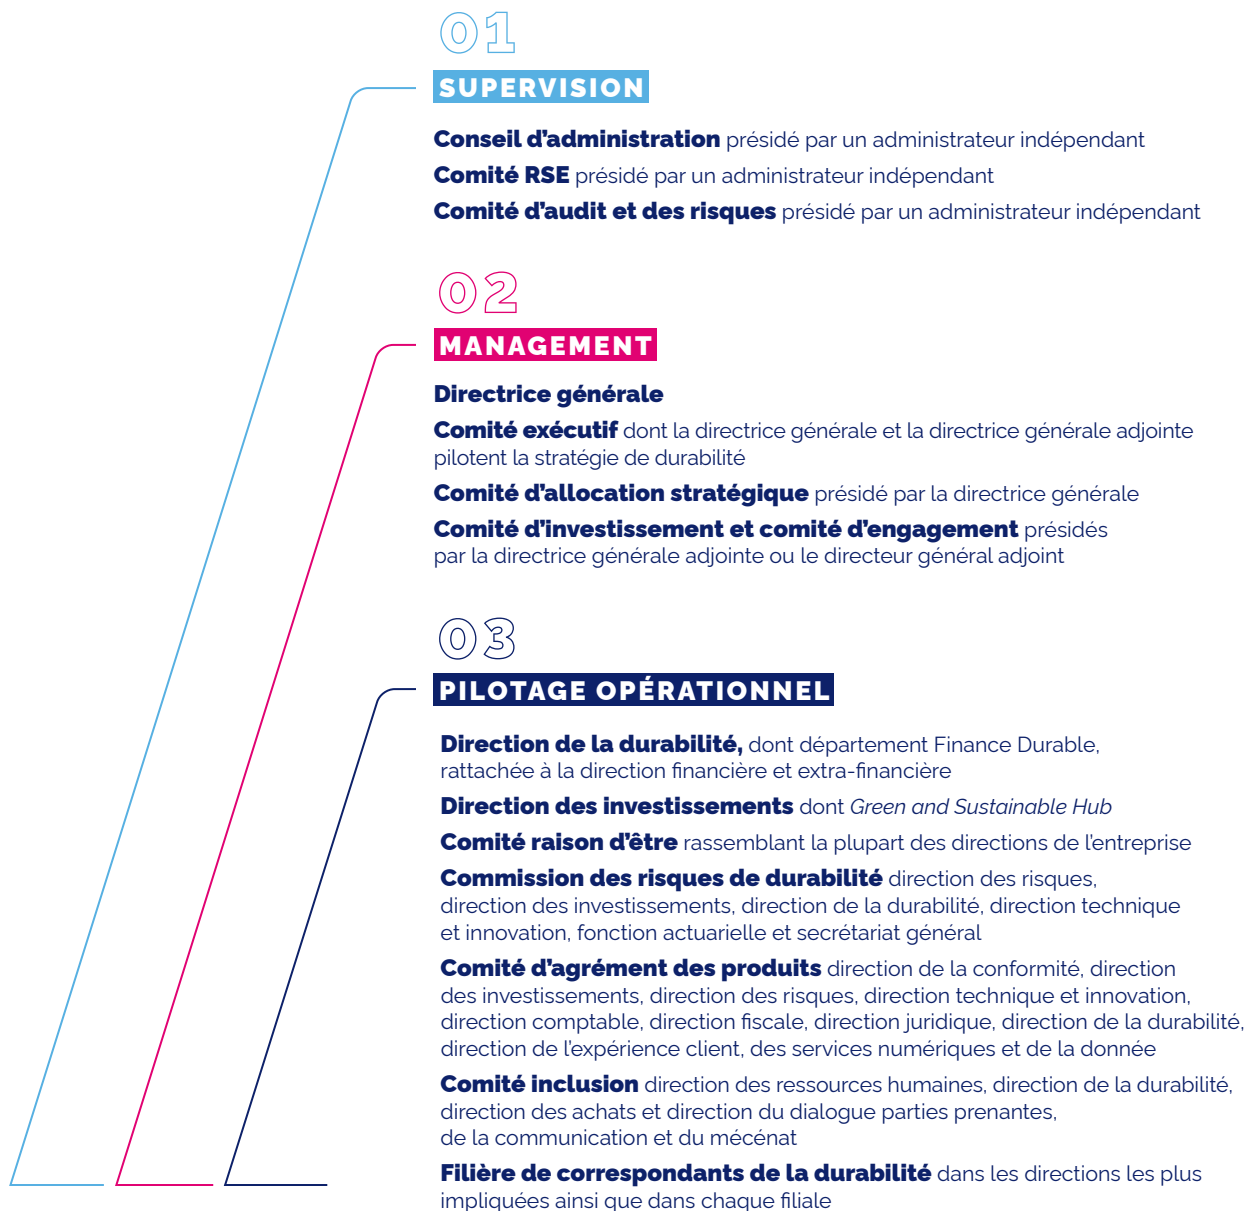 01
SUPERVISION
Conseil d'administration présidé par un administrateur indépendant
Comité RSE présidé par un administrateur indépendant
Comité d'audit et des risques présidé par un administrateur indépendant
02
MANAGEMENT
Directrice générale
Comité exécutif dont la directrice générale et la directrice générale adjointe
pilotent la stratégie de durabilité
Comité d'allocation stratégique présidé par la directrice générale
Comité d'investissement et comité d'engagement présidés
par la directrice générale adjointe ou le directeur général adjoint
03
PILOTAGE OPÉRATIONNEL
Direction de la durabilité, dont département Finance Durable,
rattachée à la direction financière et extra-financière
Direction des investissements dont Green and Sustainable Hub
Comité raison d'être rassemblant la plupart des directions de l'entreprise
Commission des risques de durabilité direction des risques,
direction des investissements, direction de la durabilité, direction technique
et innovation, fonction actuarielle et secrétariat général
Comité d'agrément des produits direction de la conformité, direction
des investissements, direction des risques, direction technique et innovation,
direction comptable, direction fiscale, direction juridique, direction de la durabilité,
direction de l'expérience client, des services numériques et de la donnée
Comité inclusion direction des ressources humaines, direction de la durabilité,
direction des achats et direction du dialogue parties prenantes,
de la communication et du mécénat
Filière de correspondants de la durabilité dans les directions les plus
impliquées ainsi que dans chaque filiale